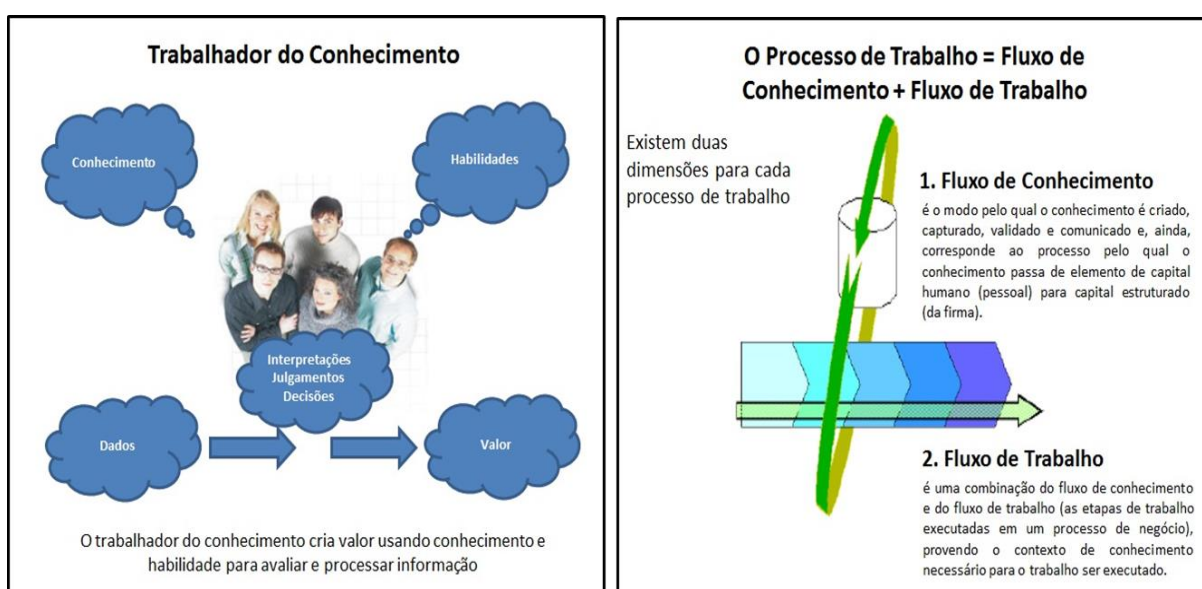 Trabalhador do Conhecimento
Conhecimento
Habilidades
Interpretações
Julgamentos
Decisões
Dados
Valor
O trabalhador do conhecimento cria valor usando conhecimento e
habilidade para avaliar e processar informação
O Processo de Trabalho = Fluxo de
Conhecimento + Fluxo de Trabalho
Existem duas
dimensões para cada
processo de trabalho
1. Fluxo de Conhecimento
é o modo pelo qual o conhecimento é criado,
capturado, validado e comunicado e, ainda,
corresponde ao processo pelo qual o
conhecimento passa de elemento de capital
humano (pessoal) para capital estruturado
(da firma).
2. Fluxo de Trabalho
é uma combinação do fluxo de conhecimento
e do fluxo de trabalho (as etapas de trabalho
executadas em um processo de negócio),
provendo o contexto de conhecimento
necessário para o trabalho ser executado.